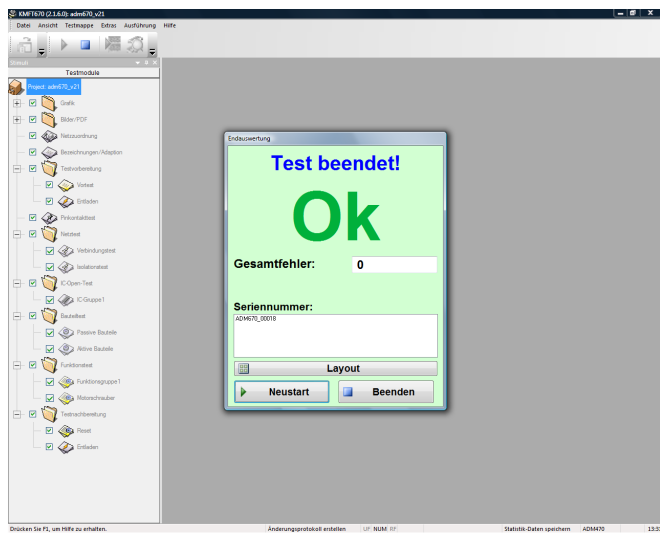 KMFT670 (2.1.6.0): adm670_v21
Datei Ansicht Testmappe Extras Ausführung Hilfe
Stimuli
Testmodule
Project: adm670_v21
Grafik
Bilder/PDF
Netzzuordnung
Bezeichnungen/Adaption
Testvorbereitung
Vortest
Entladen
Pinkontakttest
Netztest
Verbindungstest
Isolationstest
IC-Open-Test
IC-Gruppe1
Bauteiltest
Passive Bauteile
Aktive Bauteile
Funktionstest
Funktionsgruppe1
Motorschrauber
Testnachbereitung
Reset
Entladen
Endauswertung
Test beendet!
Ok
Gesamtfehler: 0
Seriennummer:
ADM670_00018
Layout
Neustart Beenden
Drücken Sie F1, um Hilfe zu erhalten. Änderungsprotokoll erstellen UF NUM RF Statistik-Daten speichern ADM470